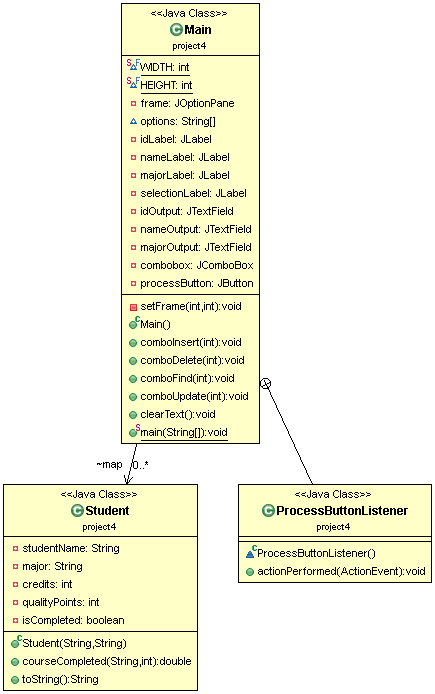 <<Java Class>>
Main
project4
WIDTH: int
HEIGHT: int
frame: JOptionPane
options: String[]
idLabel: JLabel
nameLabel: JLabel
majorLabel: JLabel
selectionLabel: JLabel
idOutput: JTextField
nameOutput: JTextField
majorOutput: JTextField
combobox: JComboBox
processButton: JButton
setFrame(int,int):void
Main()
comboInsert(int):void
comboDelete(int):void
comboFind(int):void
comboUpdate(int):void
clearText():void
main(String[]):void
~map 0..*
<<Java Class>>
Student
project4
studentName: String
major: String
credits: int
qualityPoints: int
isCompleted: boolean
Student(String,String)
courseCompleted(String,int):double
toString():String
<<Java Class>>
ProcessButtonListener
project4
ProcessButtonListener()
actionPerformed(ActionEvent):void